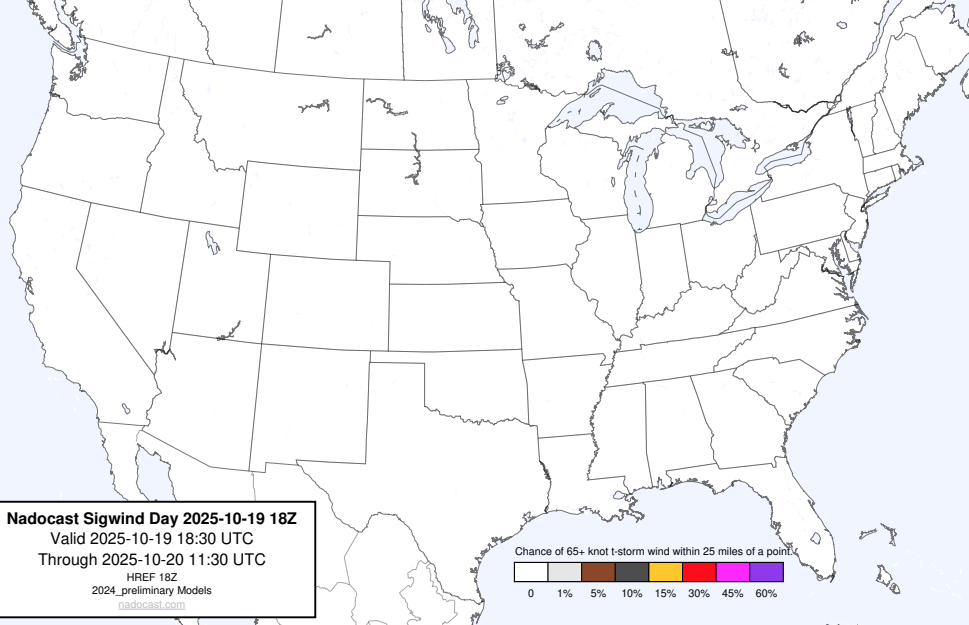 Nadocast Sigwind Day 2025-10-19 18Z
Valid 2025-10-19 18:30 UTC
Through 2025-10-20 11:30 UTC
HREF 18Z
2024_preliminary Models
nadocast.com
Chance of 65+ knot t-storm wind within 25 miles of a point.
0 1% 5% 10% 15% 30% 45% 60%